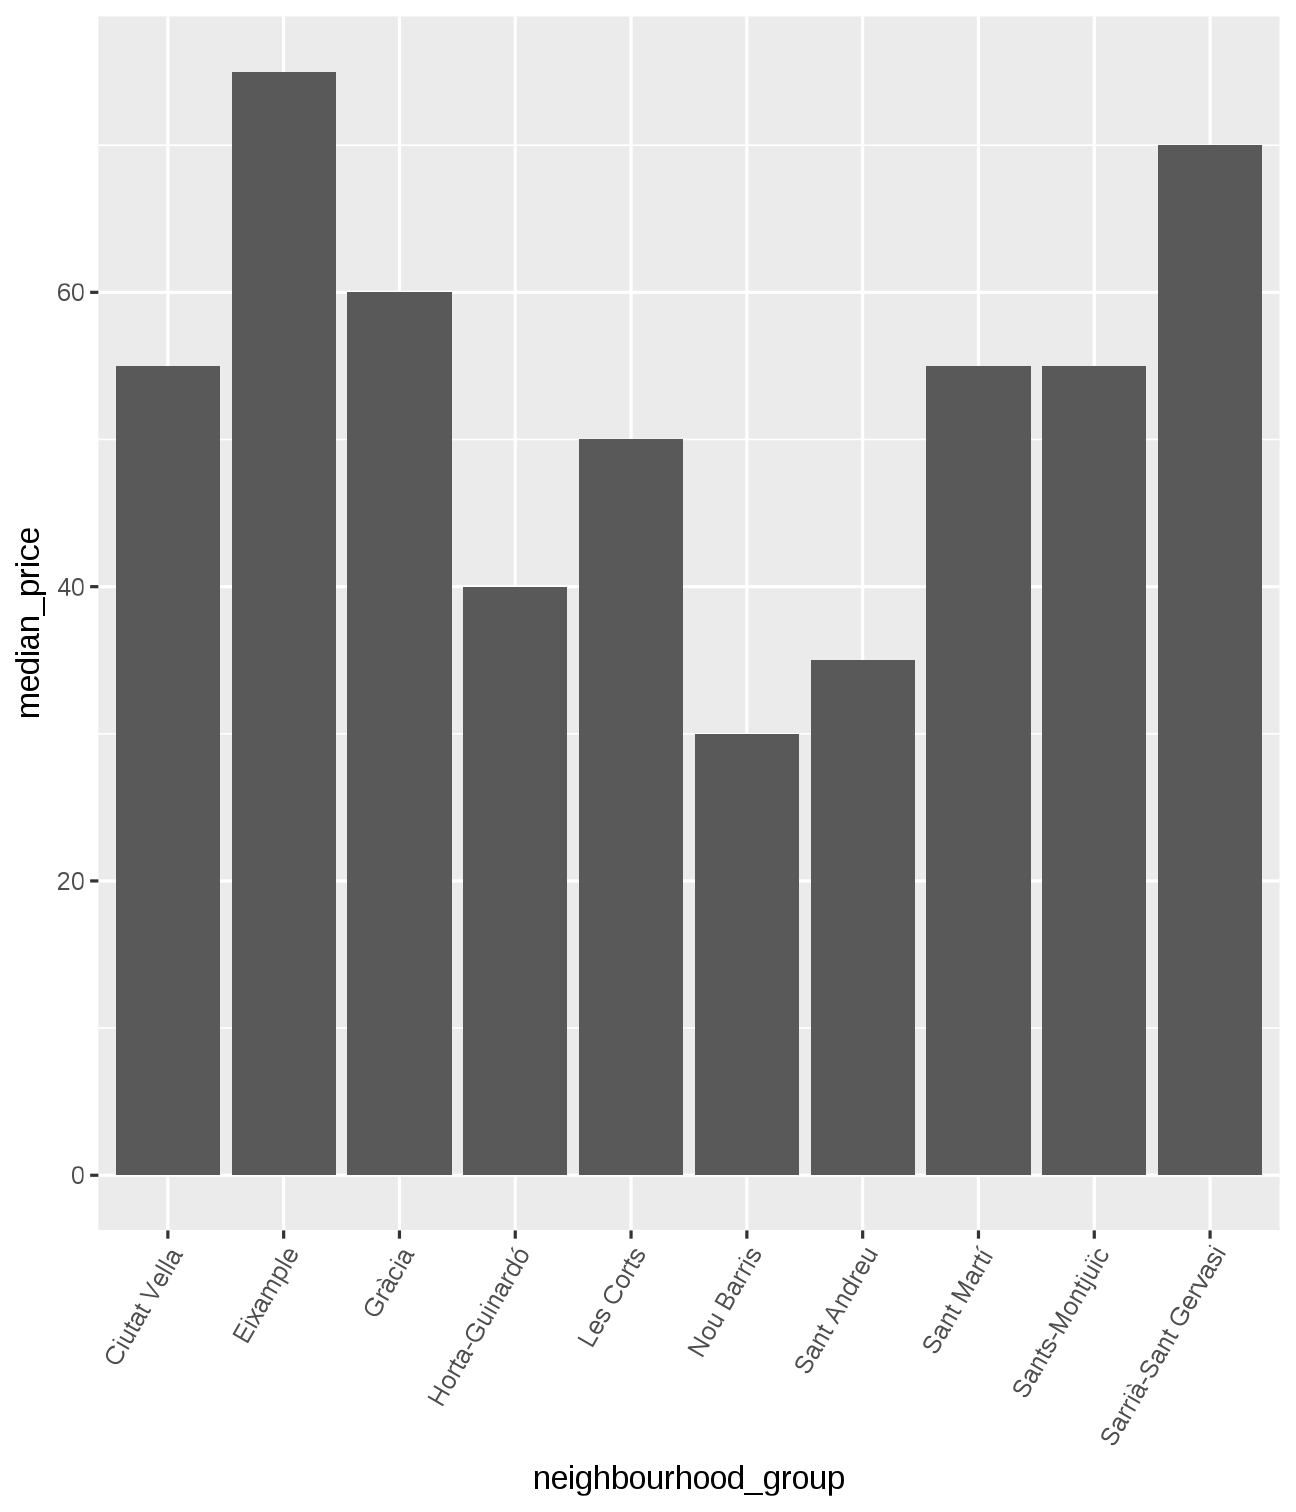 median_price
60
40
20
0
Ciutat Vella
Eixample
Gràcia
Horta-Guinardó
Les Corts
Nou Barris
Sant Andreu
Sant Martí
Sants-Montjuïc
Sarrià-Sant Gervasi
neighbourhood_group